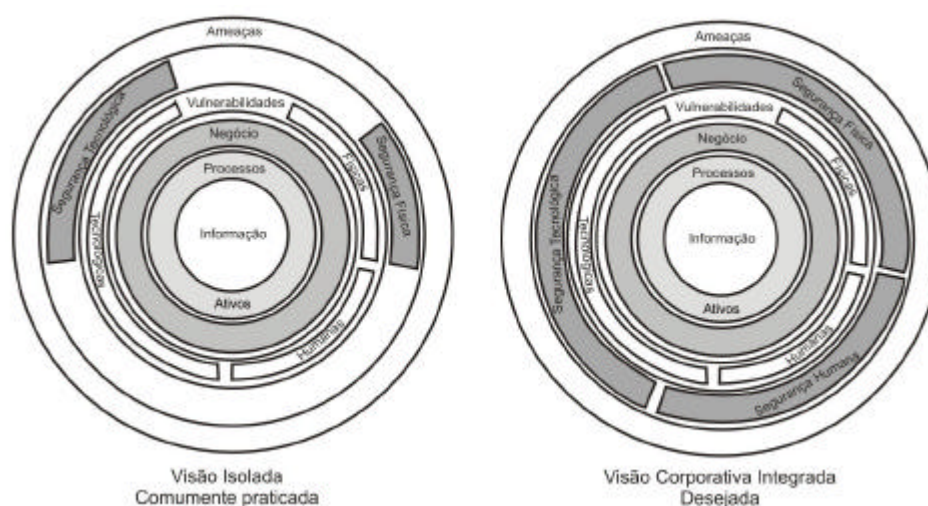 Ameaças
Segurança Tecnológica
Vulnerabilidades
Segurança Física
Negócio
Físicas
Processos
Tecnológicas
Informação
Ativos
Humanas
Visão Isolada
Comumente praticada
Ameaças
Segurança Física
Vulnerabilidades
Negócio
Físicas
Processos
Segurança Tecnológica
Tecnológicas
Informação
Ativos
Humanas
Segurança Humana
Visão Corporativa Integrada
Desejada